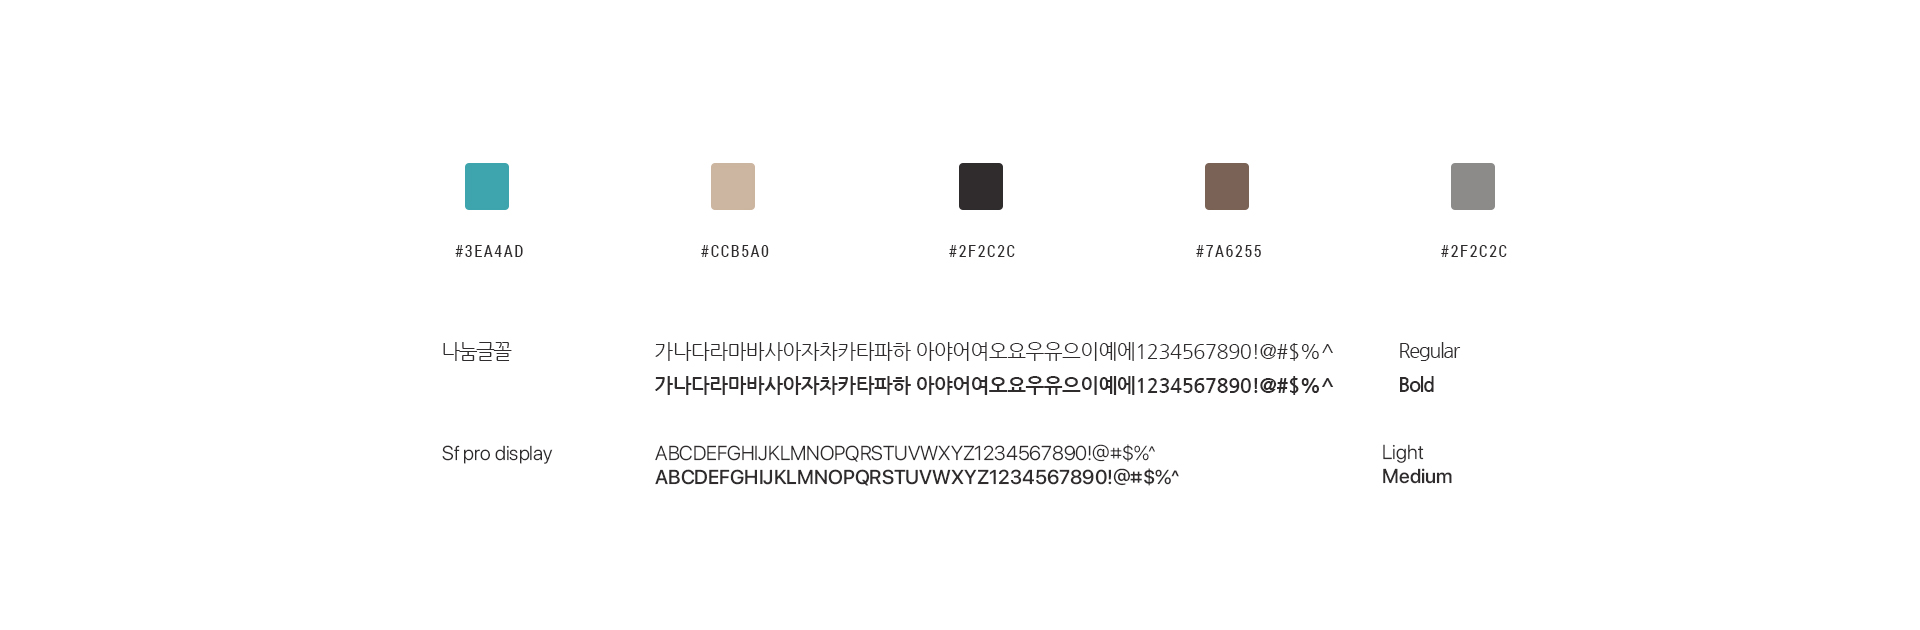 #3EA4AD #CCB5A0 #2F2C2C #7A6255 #2F2C2C
나눔글꼴 가나다라마바사아자차카타파하 아야어여오요우유으이예에1234567890!@#$%^ Regular
가나다라마바사아자차카타파하 아야어여오요우유으이예에1234567890!@#$%^ Bold
Sf pro display ABCDEFGHIJKLMNOPQRSTUVWXYZ1234567890!@#$%^ Light
ABCDEFGHIJKLMNOPQRSTUVWXYZ1234567890!@#$%^ Medium